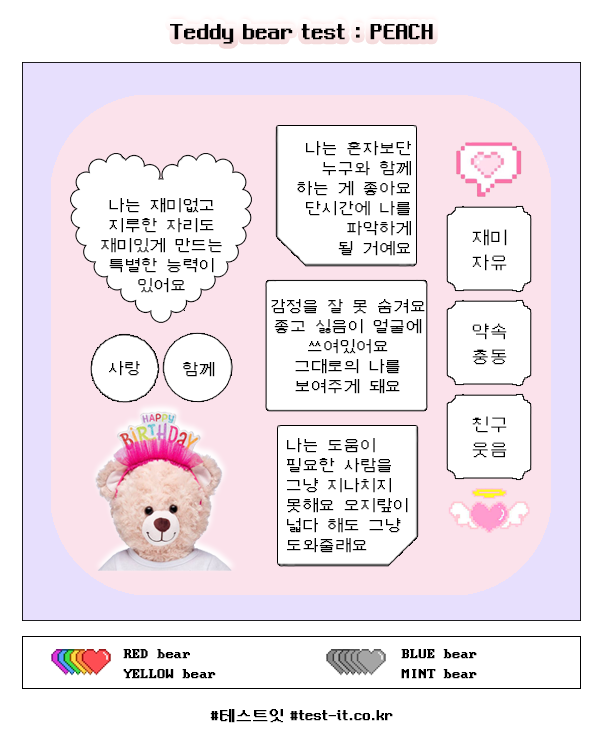 Teddy bear test : PEACH
나는 재미없고
지루한 자리도
재미있게 만드는
특별한 능력이
있어요
사랑
함께
HAPPY
BIRTHDAY
나는 혼자보단
누구와 함께
하는 게 좋아요
단시간에 나를
파악하게
될 거예요
감정을 잘 못 숨겨요
좋고 싫음이 얼굴에
쓰여있어요
그대로의 나를
보여주게 돼요
나는 도움이
필요한 사람을
그냥 지나치지
못해요 오지랖이
넓다 해도 그냥
도와줄래요
재미
자유
약속
충동
친구
웃음
RED bear
YELLOW bear
BLUE bear
MINT bear
#테스트잇 #test-it.co.kr